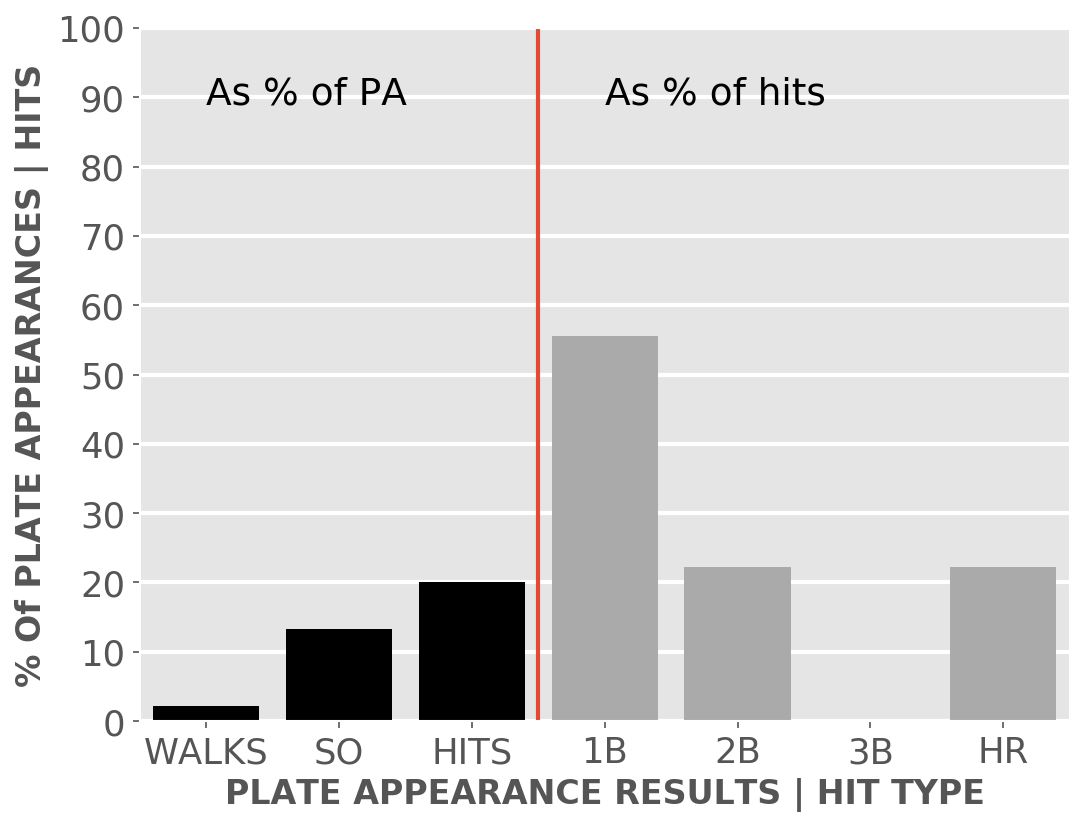 % Of PLATE APPEARANCES | HITS
100
90
80
70
60
50
40
30
20
10
0
As % of PA
As % of hits
WALKS SO HITS 1B 2B 3B HR
PLATE APPEARANCE RESULTS | HIT TYPE